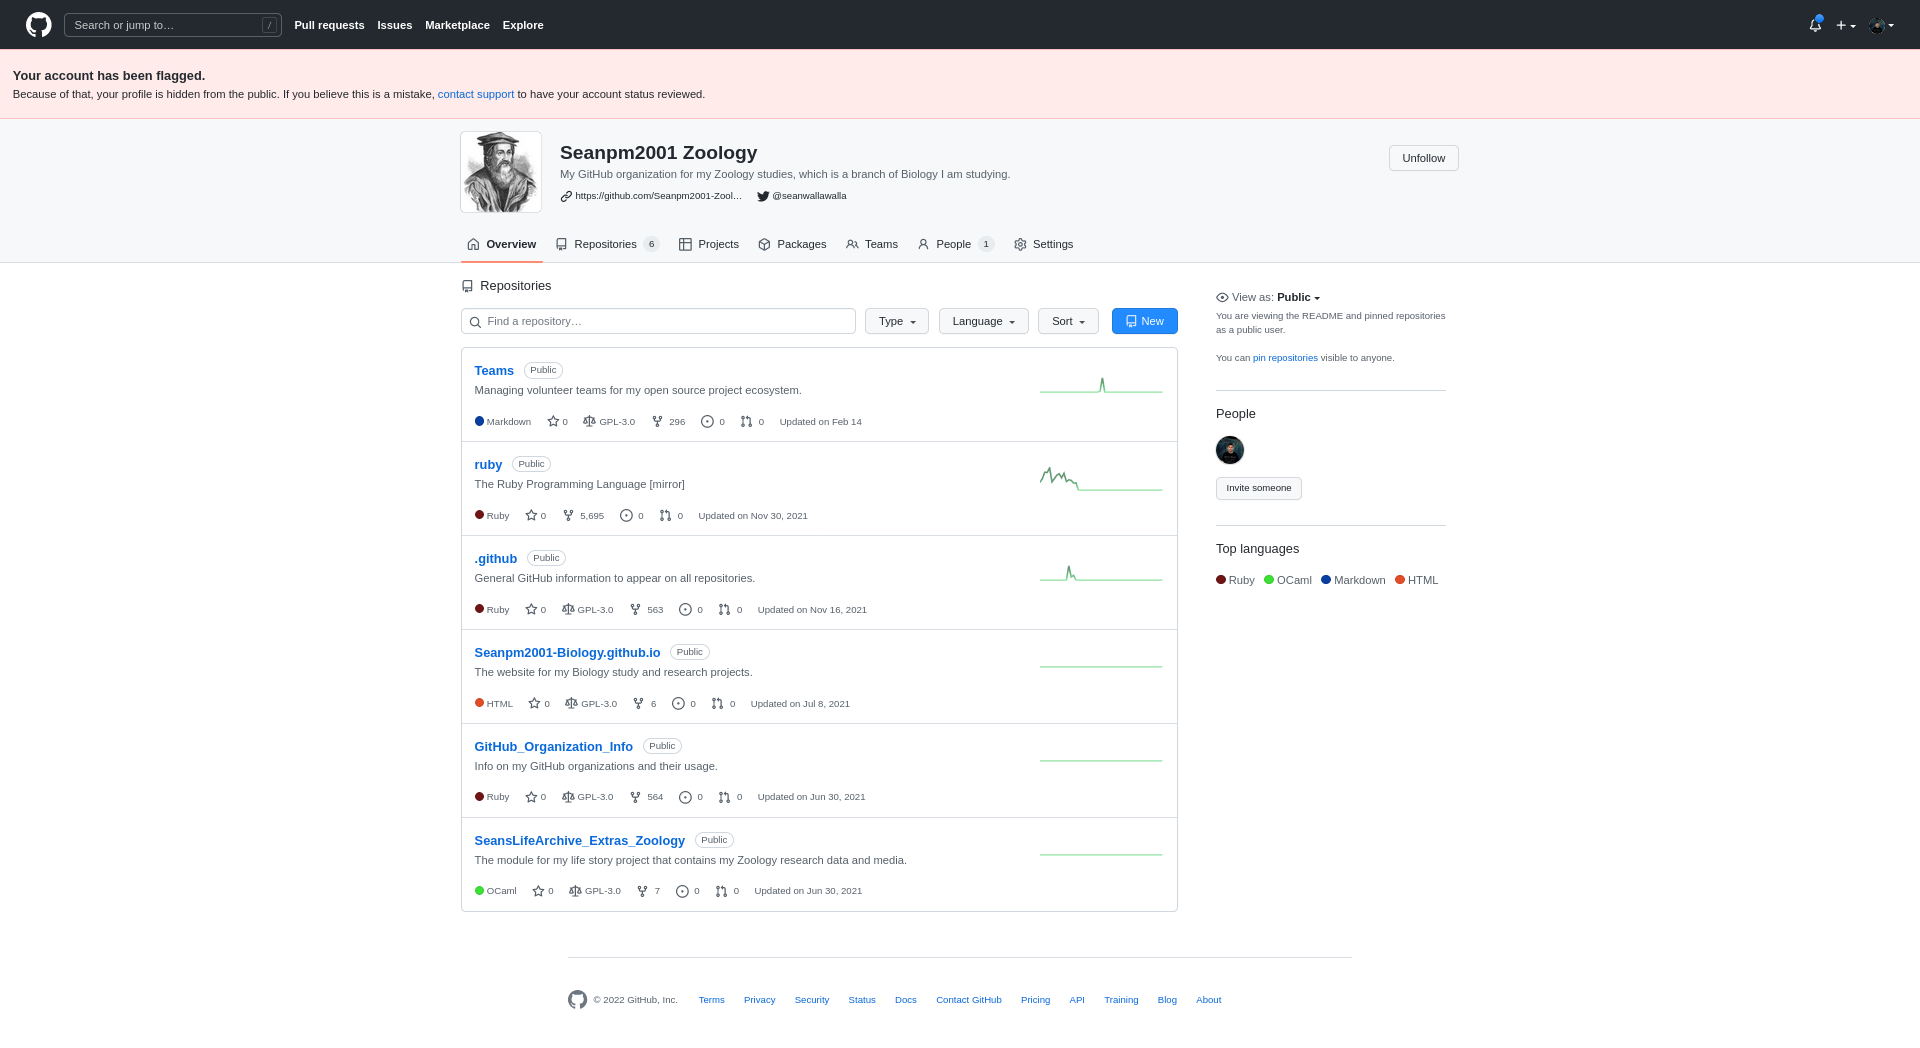 Search or jump to…
/
Pull requests Issues Marketplace Explore
Your account has been flagged.
Because of that, your profile is hidden from the public. If you believe this is a mistake, contact support to have your account status reviewed.
Seanpm2001 Zoology
My GitHub organization for my Zoology studies, which is a branch of Biology I am studying.
https://github.com/Seanpm2001-Zool… @seanwallawalla
Unfollow
Overview Repositories 6 Projects Packages Teams People 1 Settings
Repositories
Find a repository…
Type Language Sort New
Teams Public
Managing volunteer teams for my open source project ecosystem.
Markdown 0 GPL-3.0 296 0 0 Updated on Feb 14
ruby Public
The Ruby Programming Language [mirror]
Ruby 0 5,695 0 0 Updated on Nov 30, 2021
.github Public
General GitHub information to appear on all repositories.
Ruby 0 GPL-3.0 563 0 0 Updated on Nov 16, 2021
Seanpm2001-Biology.github.io Public
The website for my Biology study and research projects.
HTML 0 GPL-3.0 6 0 0 Updated on Jul 8, 2021
GitHub_Organization_Info Public
Info on my GitHub organizations and their usage.
Ruby 0 GPL-3.0 564 0 0 Updated on Jun 30, 2021
SeansLifeArchive_Extras_Zoology Public
The module for my life story project that contains my Zoology research data and media.
OCaml 0 GPL-3.0 7 0 0 Updated on Jun 30, 2021
View as: Public
You are viewing the README and pinned repositories
as a public user.
You can pin repositories visible to anyone.
People
Invite someone
Top languages
Ruby OCaml Markdown HTML
© 2022 GitHub, Inc. Terms Privacy Security Status Docs Contact GitHub Pricing API Training Blog About